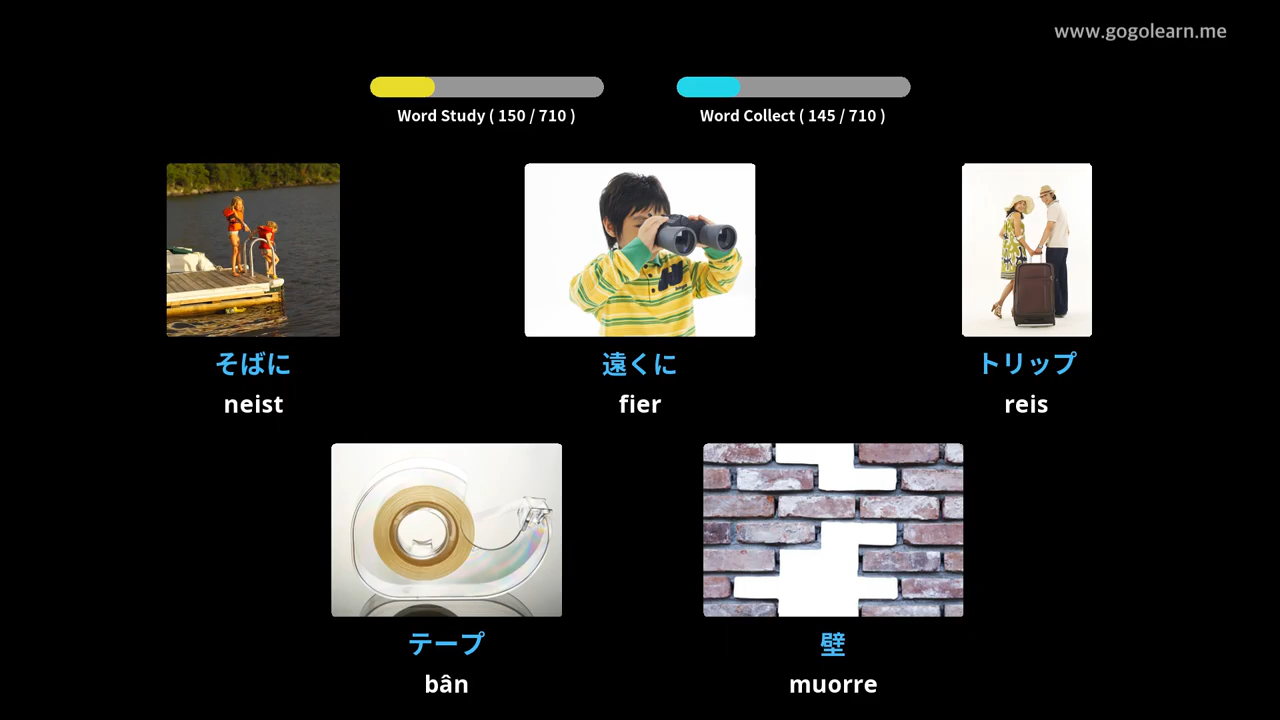 www.gogolearn.me
Word Study ( 150 / 710 )
Word Collect ( 145 / 710 )
そばに
neist
遠くに
fier
トリップ
reis
テープ
bân
壁
muorre